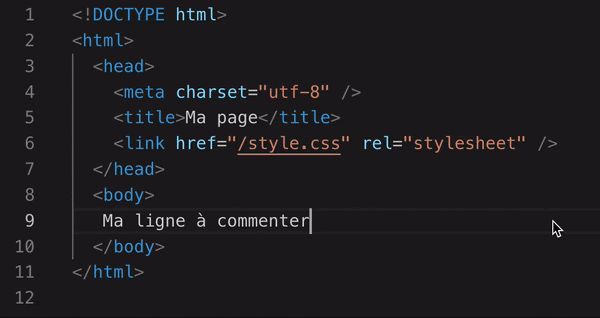 1 <!DOCTYPE html>
2 <html>
3 <head>
4 <meta charset="utf-8" />
5 <title>Ma page</title>
6 <link href="/style.css" rel="stylesheet" />
7 </head>
8 <body>
9 Ma ligne à commenter
10 </body>
11 </html>
12